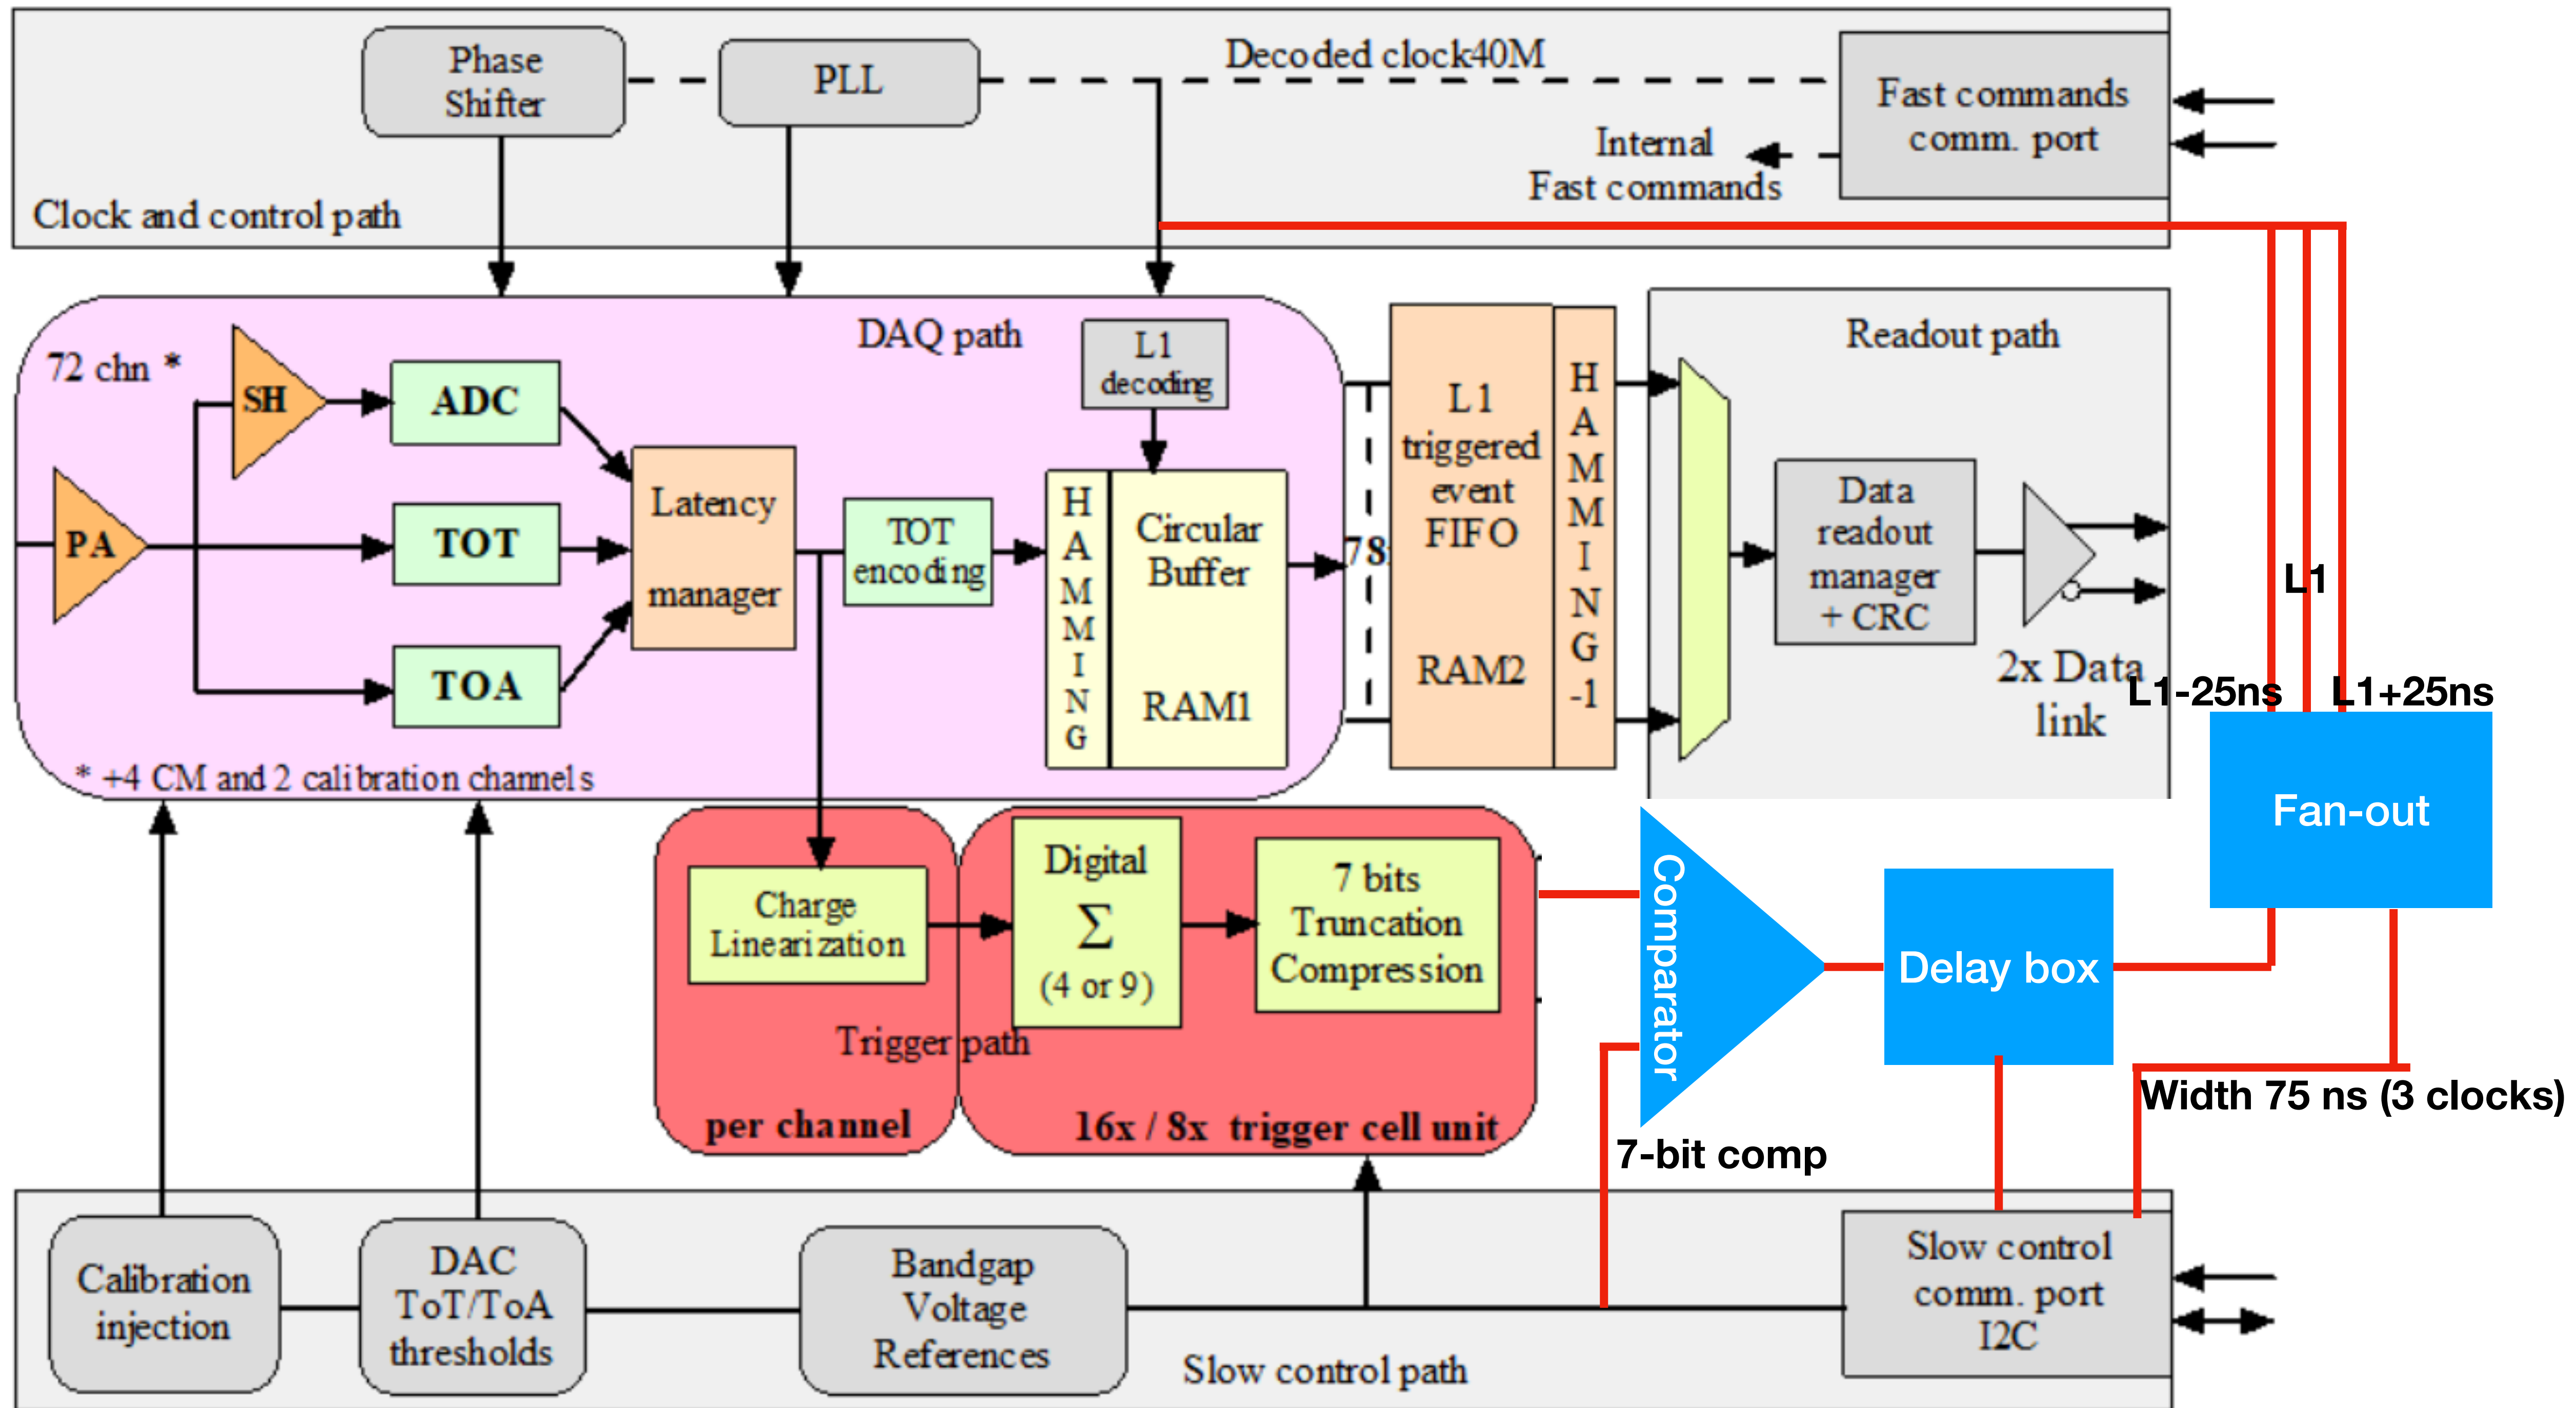 Phase
Shifter
PLL
Decoded clock40M
Fast commands
comm. port
Internal
Fast commands
Clock and control path
72 chn *
DAQ path
L1
decoding
SH
ADC
PA
TOT
TOA
Latency
manager
TOT
encoding
HAMMING
Circular
Buffer
RAM1
* +4 CM and 2 calibration channels
78
L1
triggered
event
FIFO
RAM2
HAMMING
-1
Readout path
Data
readout
manager
+ CRC
2x Data
link
L1
L1-25ns
L1+25ns
Fan-out
Charge
Linearization
Digital
Σ
(4 or 9)
7 bits
Truncation
Compression
Trigger path
per channel
16x / 8x trigger cell unit
Comparator
Delay box
Width 75 ns (3 clocks)
7-bit comp
Calibration
injection
DAC
ToT/ToA
thresholds
Bandgap
Voltage
References
Slow control path
Slow control
comm. port
I2C